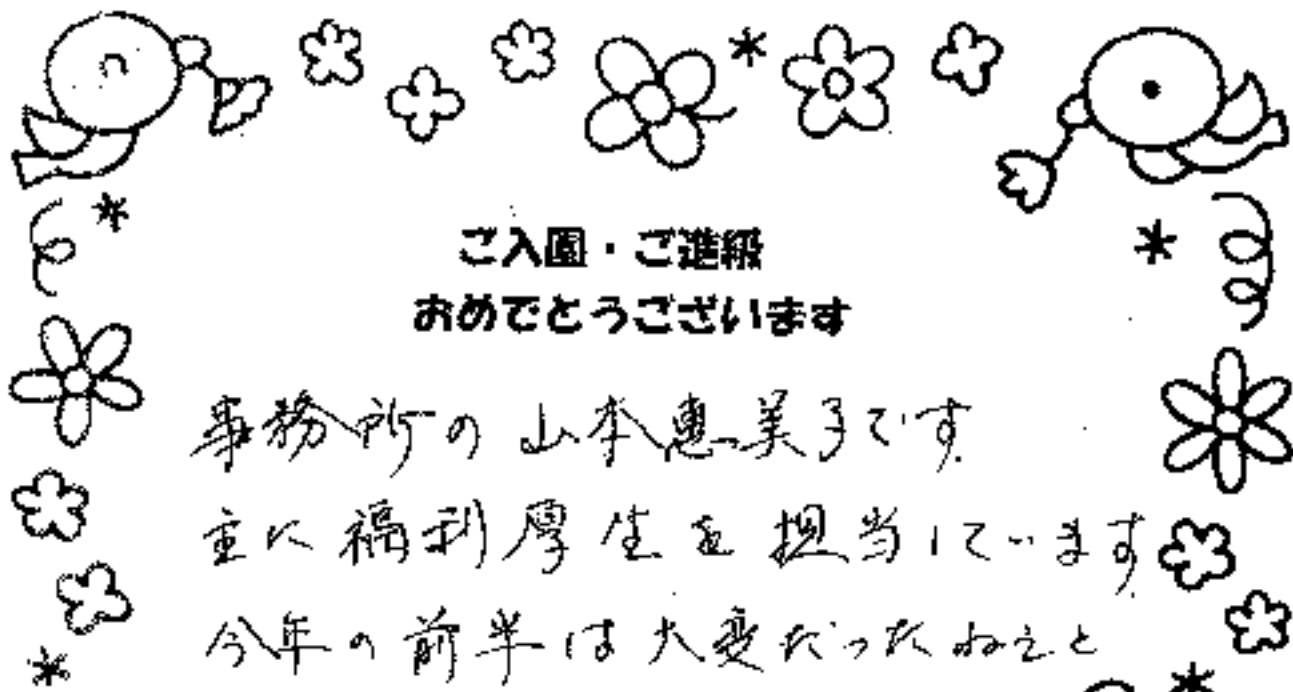 ご入園・ご進級
おめでとうございます
事務所の山本恵美子です
主に福利厚生を担当しています
今年の前半は大変だったねえと